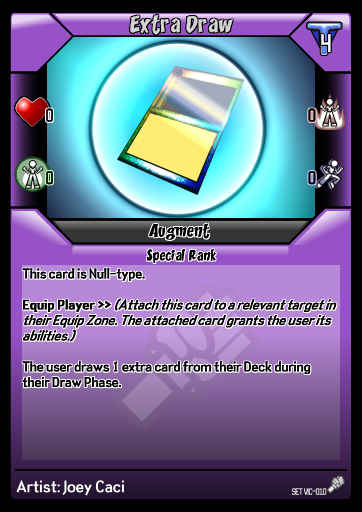 Extra Draw
4
0
0
0
0
Augment
Special Rank
This card is Null-type.
Equip Player >> (Attach this card to a relevant target in
their Equip Zone. The attached card grants the user its
abilities.)
The user draws 1 extra card from their Deck during
their Draw Phase.
Artist: Joey Caci
SET VIC-010